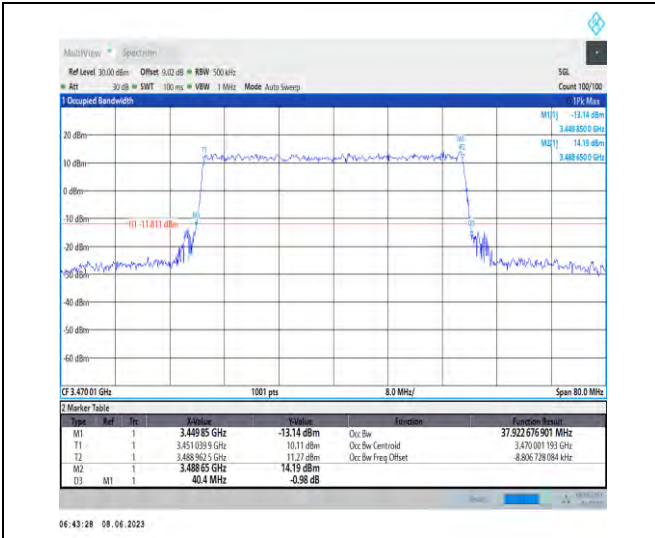 MultiView Spectrum
Ref Level 30.00 dBm Offset 9.02 dB RBW 500 kHz SGL
Att 30 dB SWT 100 ms VBW 1 MHz Mode Auto Sweep Count 100/100
1 Occupied Bandwidth 1Pk Max
M1[1] -13.14 dBm
3.449 850 0 GHz
M2[1] 14.19 dBm
3.488 650 0 GHz
20 dBm
10 dBm
0 dBm
-10 dBm
H1 -11.811 dBm
-20 dBm
-30 dBm
-40 dBm
-50 dBm
-60 dBm
T1
M2
M1
D3
CF 3.470 01 GHz 1001 pts 8.0 MHz/ Span 80.0 MHz
2 Marker Table
Type Ref Trc X-Value Y-Value Function Function Result
M1 1 3.449 85 GHz -13.14 dBm Occ Bw 37.922 676 901 MHz
T1 1 3.451 039 9 GHz 10.11 dBm Occ Bw Centroid 3.470 001 193 GHz
T2 1 3.488 962 5 GHz 11.27 dBm Occ Bw Freq Offset -8.806 728 084 kHz
M2 1 3.488 65 GHz 14.19 dBm
D3 M1 1 40.4 MHz -0.98 dB
06:43:28 08.06.2023